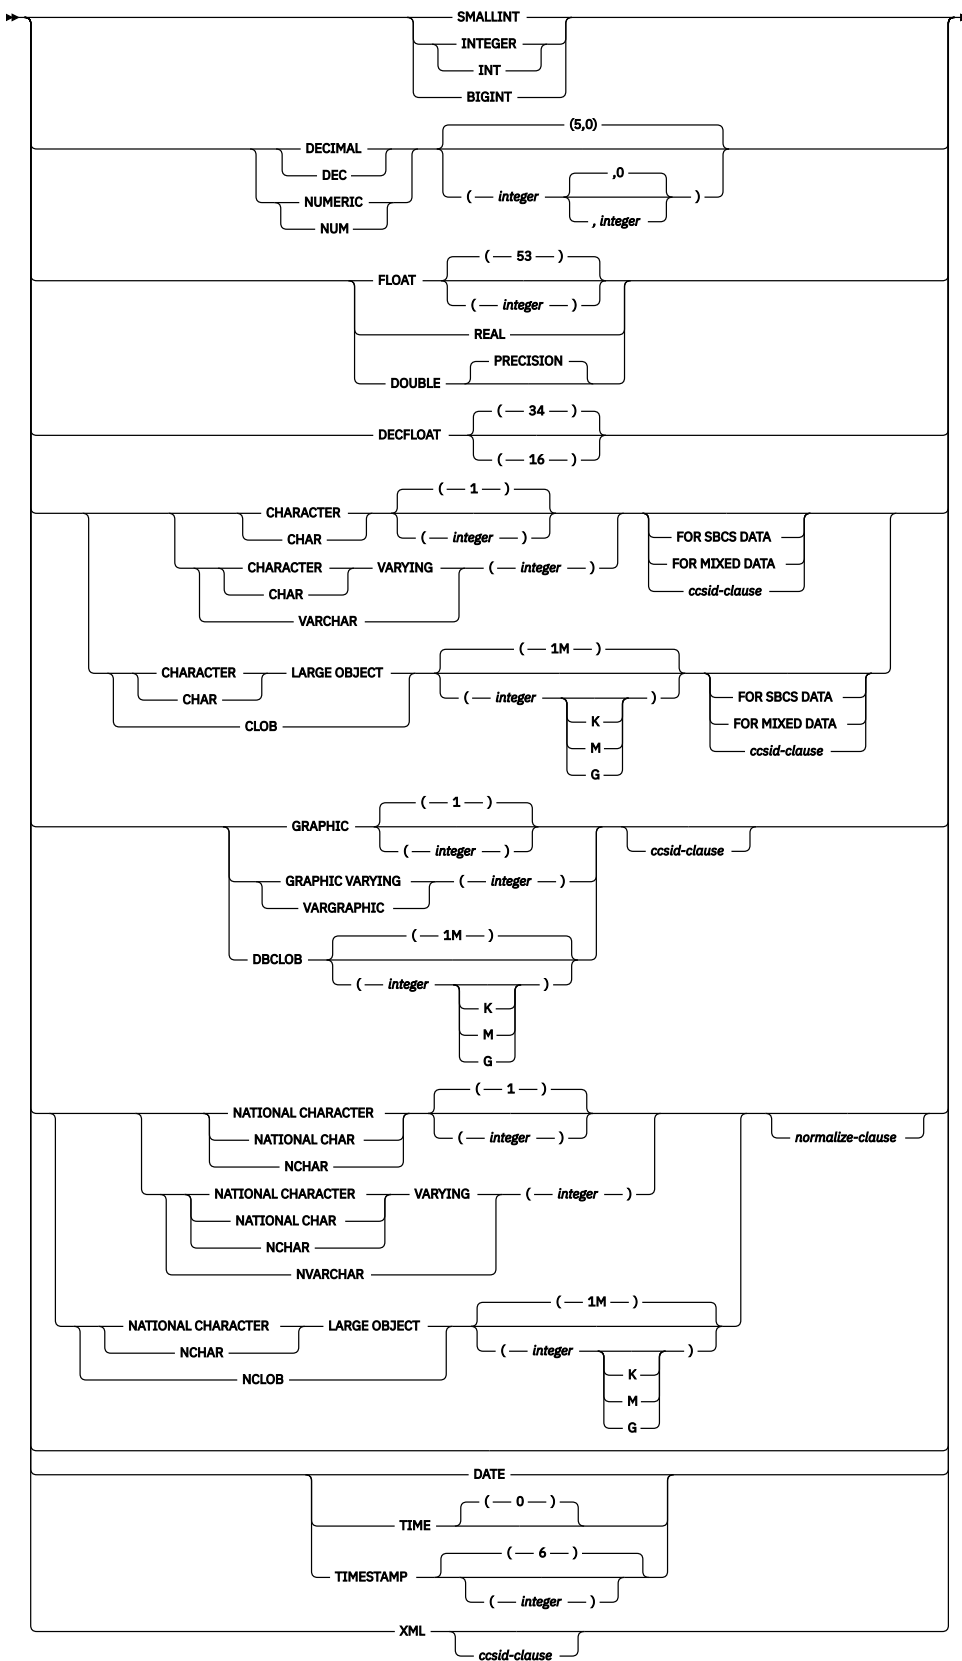 SMALLINT
INTEGER
INT
BIGINT
(5,0)
DECIMAL
DEC
,0
NUMERIC ( integer )
, integer
NUM
( 53 )
FLOAT
( integer )
REAL
PRECISION
DOUBLE
( 34 )
DECFLOAT
( 16 )
( 1 )
CHARACTER
CHAR ( integer ) FOR SBCS DATA
CHARACTER VARYING ( integer ) FOR MIXED DATA
CHAR ccsid-clause
VARCHAR
( 1M )
CHARACTER LARGE OBJECT
CHAR ( integer ) FOR SBCS DATA
CLOB K FOR MIXED DATA
M ccsid-clause
G
( 1 )
GRAPHIC
( integer ) ccsid-clause
GRAPHIC VARYING ( integer )
VARGRAPHIC
( 1M )
DBCLOB
( integer )
K
M
G
( 1 )
NATIONAL CHARACTER
NATIONAL CHAR ( integer ) normalize-clause
NCHAR
NATIONAL CHARACTER VARYING ( integer )
NATIONAL CHAR
NCHAR
NVARCHAR
( 1M )
NATIONAL CHARACTER LARGE OBJECT
NCHAR ( integer )
NCLOB K
M
G
DATE
( 0 )
TIME
( 6 )
TIMESTAMP
( integer )
XML
ccsid-clause